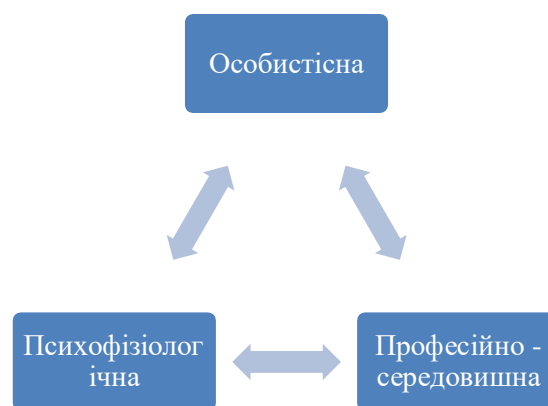 Особистісна
Психофізіолог
ічна
Професійно -
середовишна